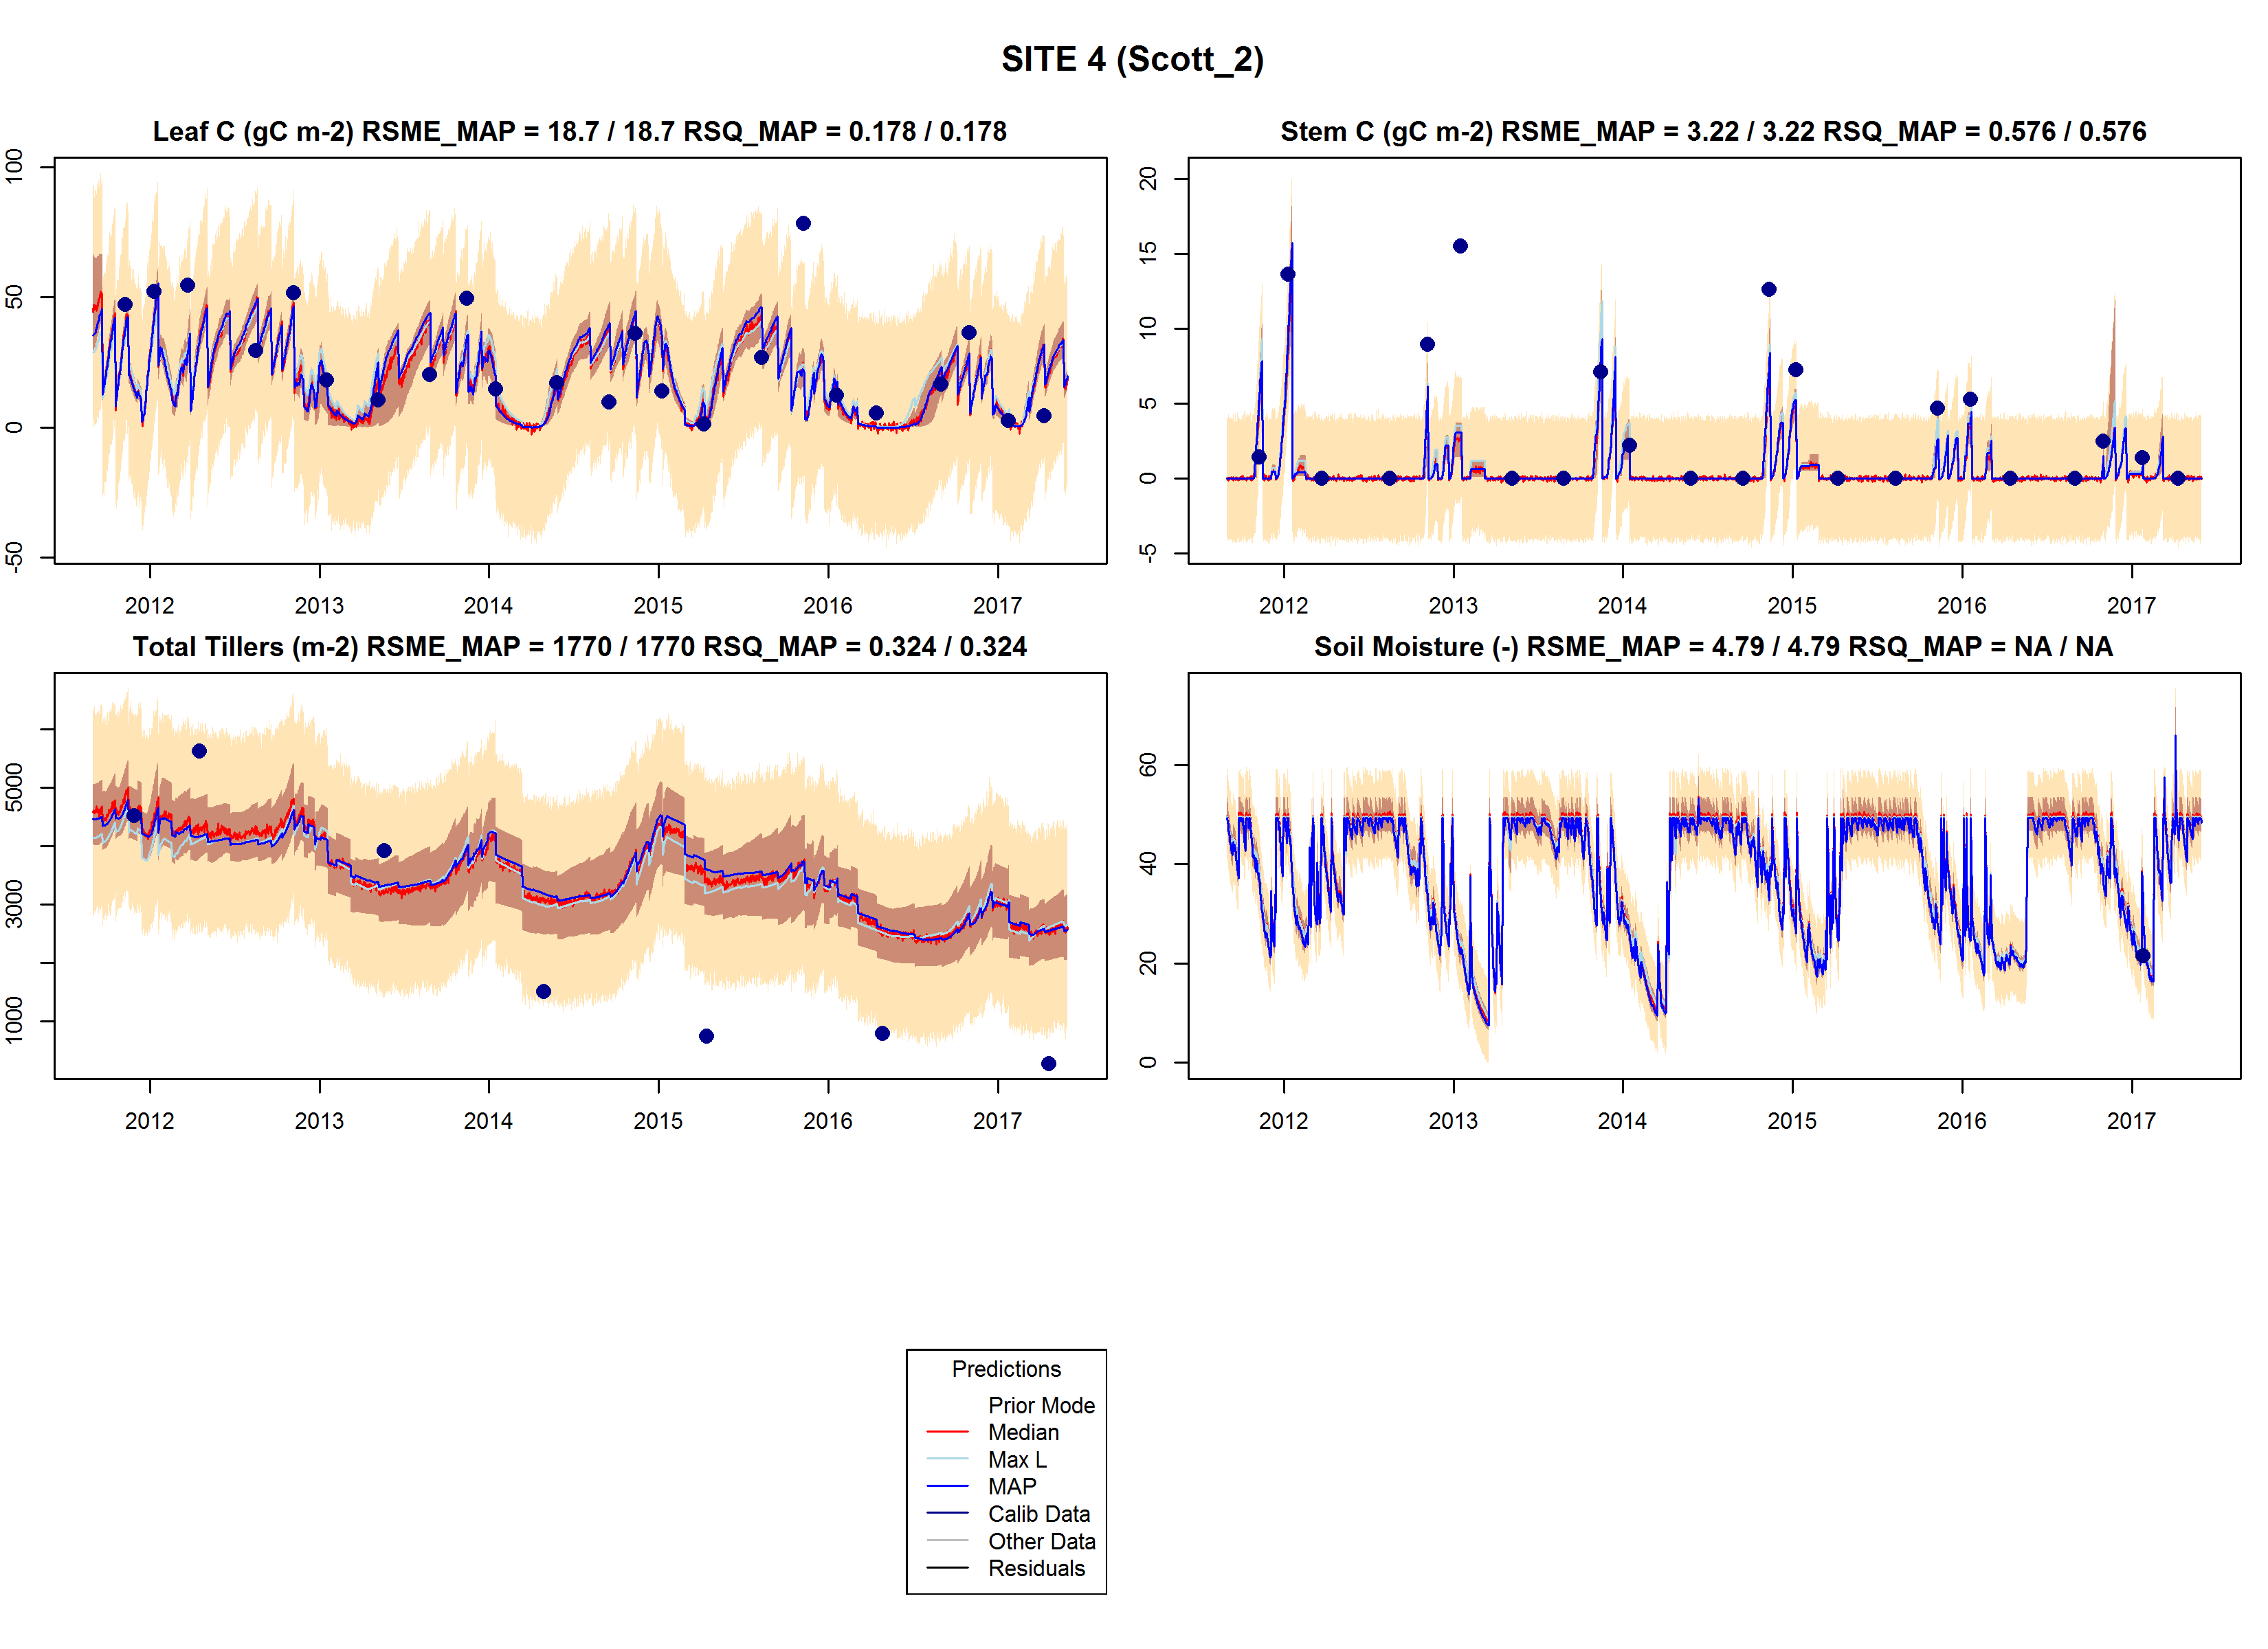 SITE 4 (Scott_2)
Leaf C (gC m-2) RSME_MAP = 18.7 / 18.7 RSQ_MAP = 0.178 / 0.178
100
50
0
-50
2012 2013 2014 2015 2016 2017
Stem C (gC m-2) RSME_MAP = 3.22 / 3.22 RSQ_MAP = 0.576 / 0.576
20
15
10
5
0
-5
2012 2013 2014 2015 2016 2017
Total Tillers (m-2) RSME_MAP = 1770 / 1770 RSQ_MAP = 0.324 / 0.324
5000
3000
1000
2012 2013 2014 2015 2016 2017
Soil Moisture (-) RSME_MAP = 4.79 / 4.79 RSQ_MAP = NA / NA
60
40
20
0
2012 2013 2014 2015 2016 2017
Predictions
Prior Mode
Median
Max L
MAP
Calib Data
Other Data
Residuals